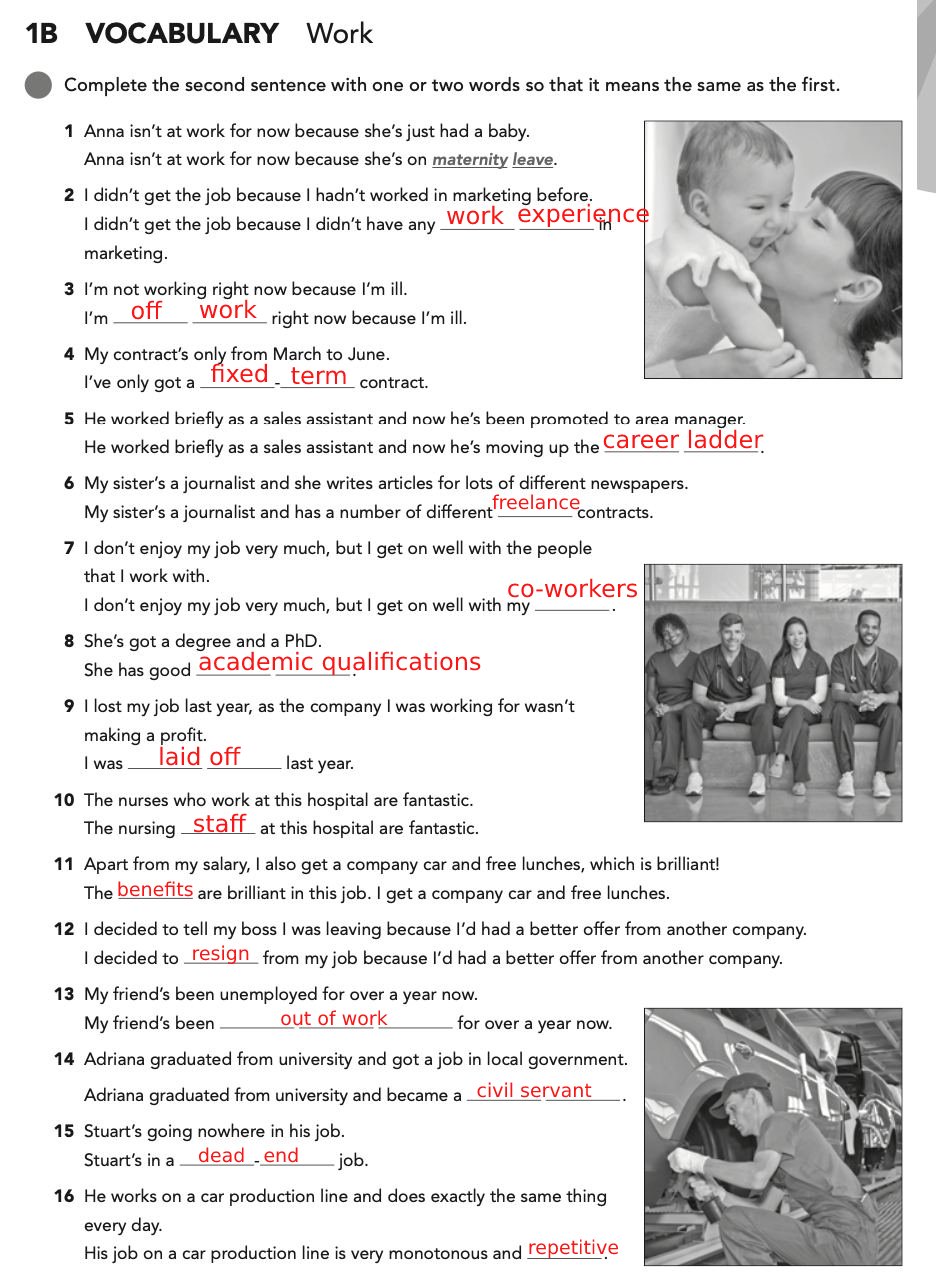 1B VOCABULARY Work
Complete the second sentence with one or two words so that it means the same as the first.
1 Anna isn't at work for now because she's just had a baby.
Anna isn't at work for now because she's on maternity leave.
2 I didn't get the job because I hadn't worked in marketing before.
I didn't get the job because I didn't have any work experience in
marketing.
3 I'm not working right now because I'm ill.
I'm off work right now because I'm ill.
4 My contract's only from March to June.
I've only got a fixed-term contract.
5 He worked briefly as a sales assistant and now he's been promoted to area manager.
He worked briefly as a sales assistant and now he's moving up the career ladder.
6 My sister's a journalist and she writes articles for lots of different newspapers.
My sister's a journalist and has a number of different freelance contracts.
7 I don't enjoy my job very much, but I get on well with the people
that I work with.
I don't enjoy my job very much, but I get on well with my co-workers.
8 She's got a degree and a PhD.
She has good academic qualifications.
9 I lost my job last year, as the company I was working for wasn't
making a profit.
I was laid off last year.
10 The nurses who work at this hospital are fantastic.
The nursing staff at this hospital are fantastic.
11 Apart from my salary, I also get a company car and free lunches, which is brilliant!
The benefits are brilliant in this job. I get a company car and free lunches.
12 I decided to tell my boss I was leaving because I'd had a better offer from another company.
I decided to resign from my job because I'd had a better offer from another company.
13 My friend's been unemployed for over a year now.
My friend's been out of work for over a year now.
14 Adriana graduated from university and got a job in local government.
Adriana graduated from university and became a civil servant.
15 Stuart's going nowhere in his job.
Stuart's in a dead-end job.
16 He works on a car production line and does exactly the same thing
every day.
His job on a car production line is very monotonous and repetitive.